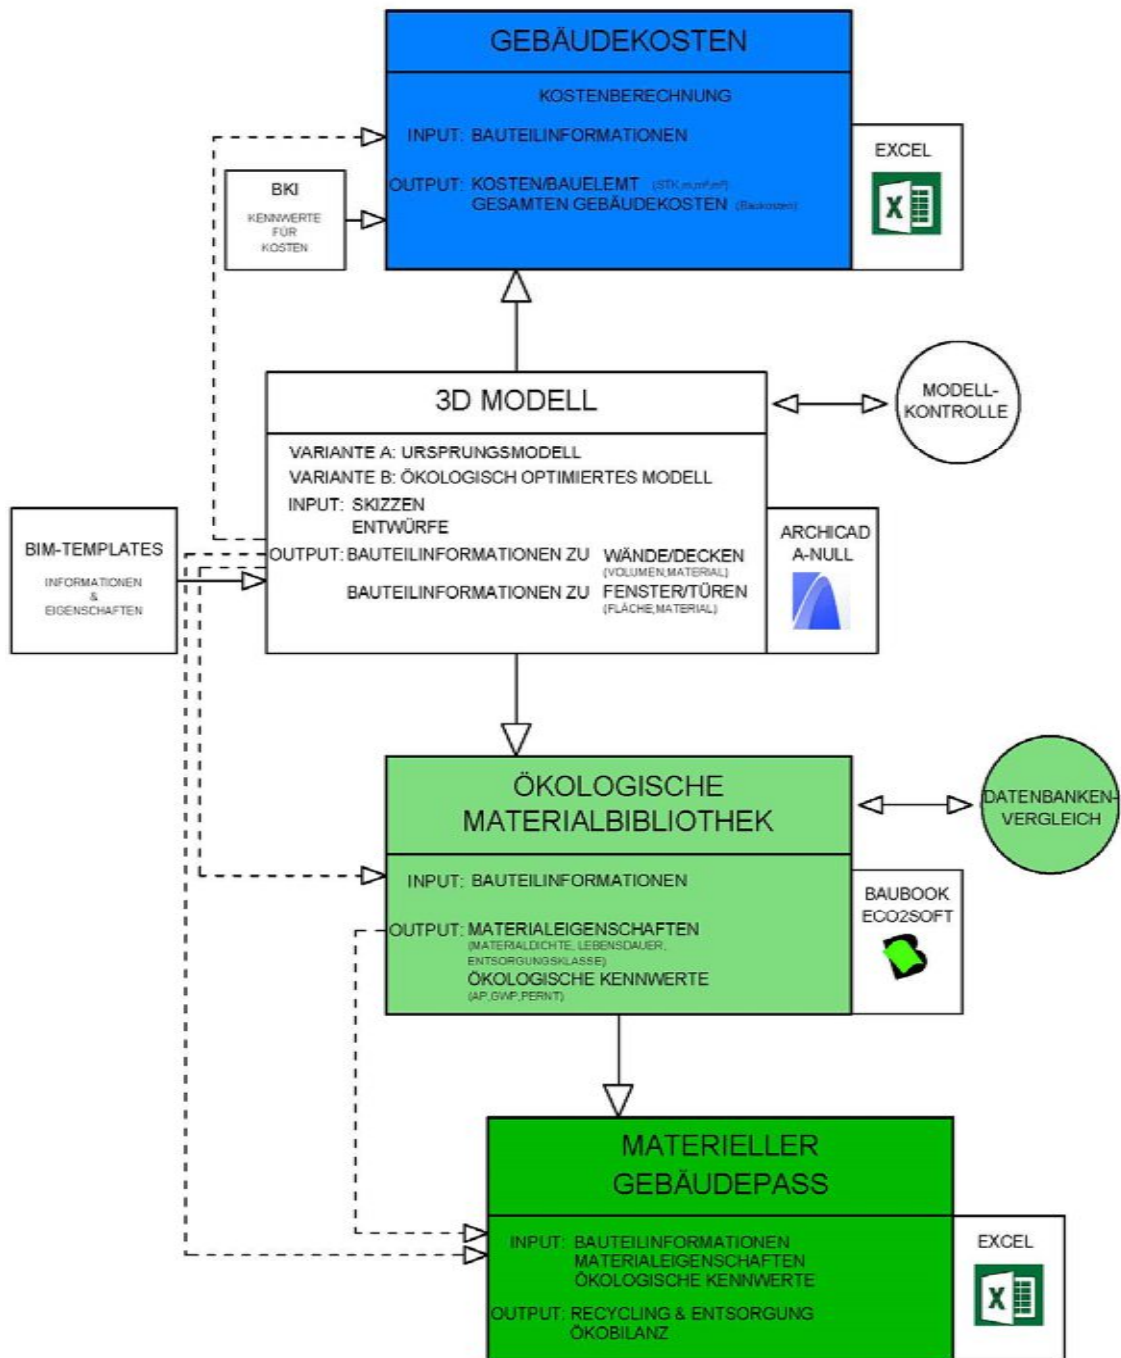 GEBÄUDEKOSTEN
KOSTENBERECHNUNG
INPUT: BAUTEILINFORMATIONEN
OUTPUT: KOSTEN/BAUELEMT (STK,m,m²,m³)
GESAMTEN GEBÄUDEKOSTEN (Baukosten)
EXCEL
BKI
KENNWERTE
FÜR
KOSTEN
3D MODELL
VARIANTE A: URSPRUNGSMODELL
VARIANTE B: ÖKOLOGISCH OPTIMIERTES MODELL
INPUT: SKIZZEN
ENTWÜRFE
OUTPUT: BAUTEILINFORMATIONEN ZU WÄNDE/DECKEN
(VOLUMEN,MATERIAL)
BAUTEILINFORMATIONEN ZU FENSTER/TÜREN
(FLÄCHE,MATERIAL)
MODELL-
KONTROLLE
ARCHICAD
A-NULL
BIM-TEMPLATES
INFORMATIONEN
&
EIGENSCHAFTEN
ÖKOLOGISCHE
MATERIALBIBLIOTHEK
INPUT: BAUTEILINFORMATIONEN
OUTPUT: MATERIALEIGENSCHAFTEN
(MATERIALDICHTE, LEBENSDAUER,
ENTSORGUNGSKLASSE)
ÖKOLOGISCHE KENNWERTE
(AP,GWP,PERNT)
DATENBANKEN-
VERGLEICH
BAUBOOK
ECO2SOFT
MATERIELLER
GEBÄUDEPASS
INPUT: BAUTEILINFORMATIONEN
MATERIALEIGENSCHAFTEN
ÖKOLOGISCHE KENNWERTE
OUTPUT: RECYCLING & ENTSORGUNG
ÖKOBILANZ
EXCEL